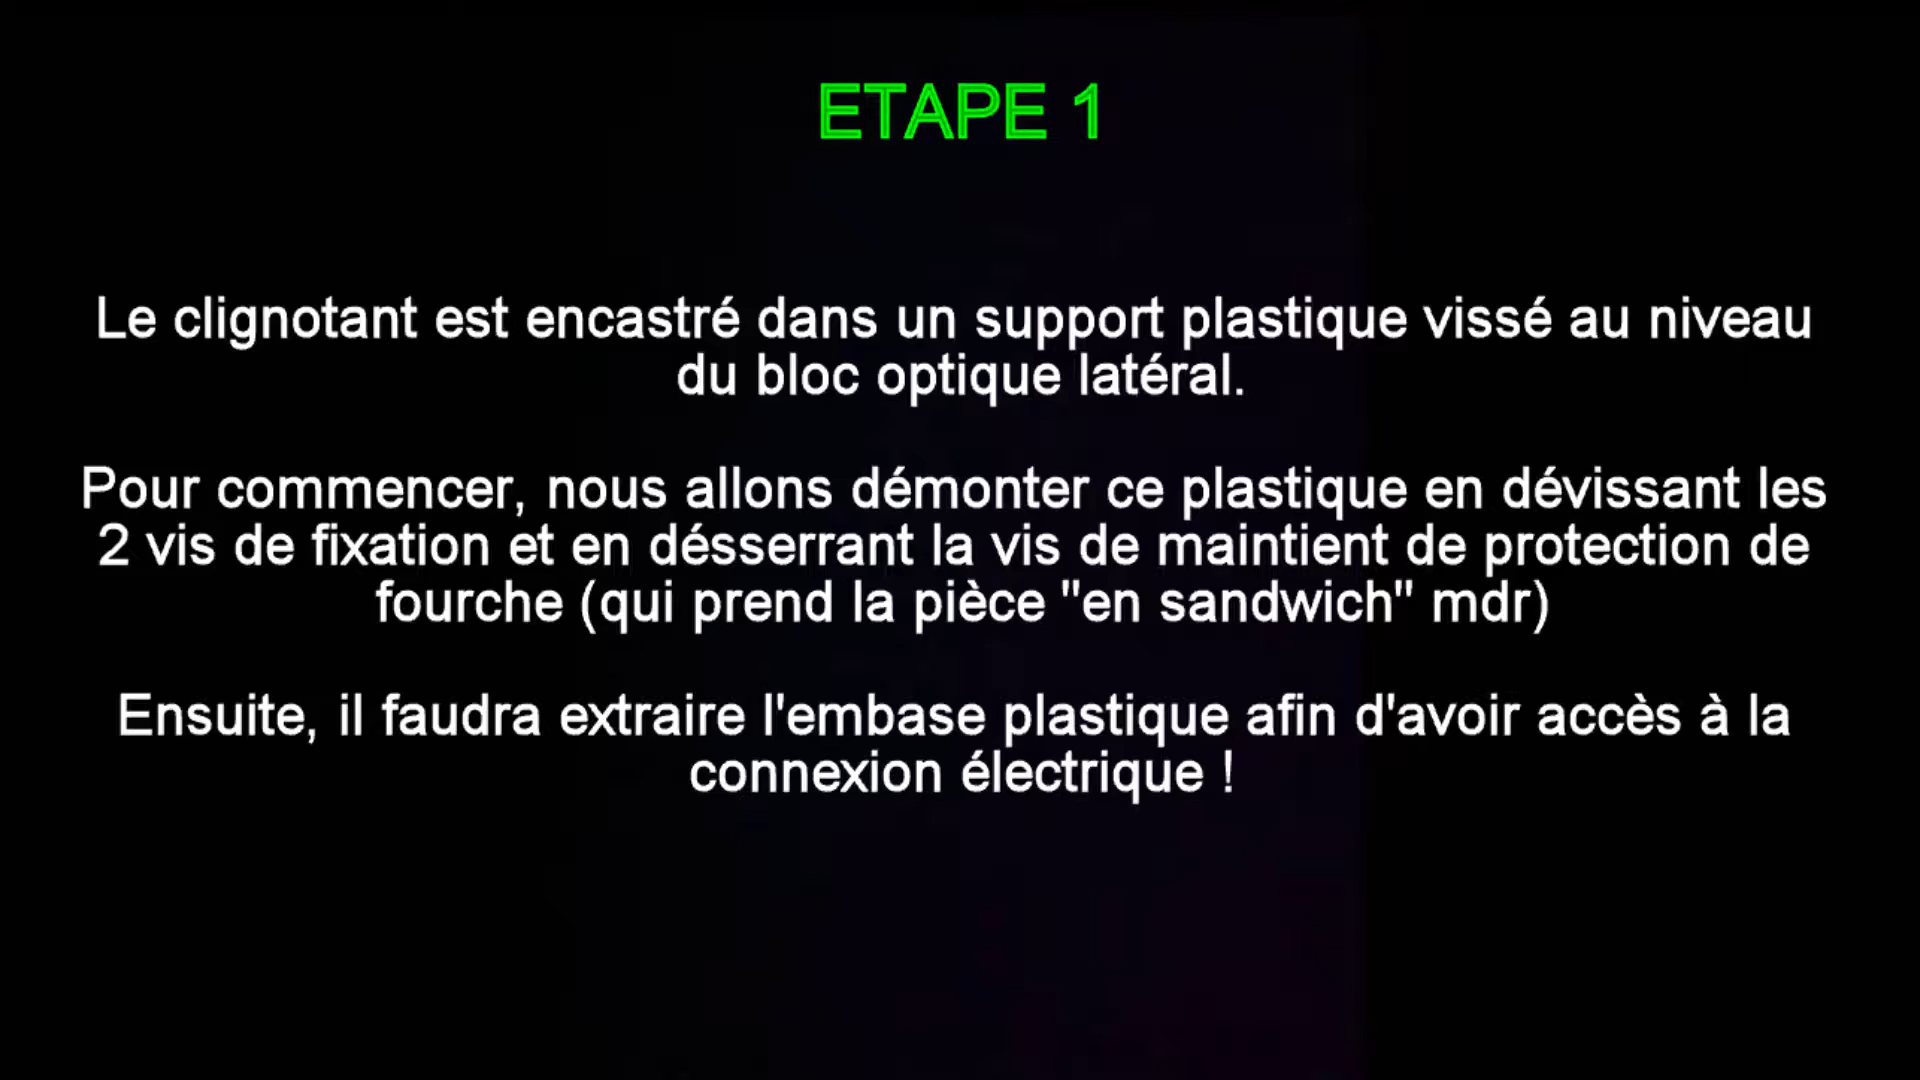 ETAPE 1
Le clignotant est encastré dans un support plastique vissé au niveau
du bloc optique latéral.
Pour commencer, nous allons démonter ce plastique en dévissant les
2 vis de fixation et en désserrant la vis de maintient de protection de
fourche (qui prend la pièce "en sandwich" mdr)
Ensuite, il faudra extraire l'embase plastique afin d'avoir accès à la
connexion électrique !